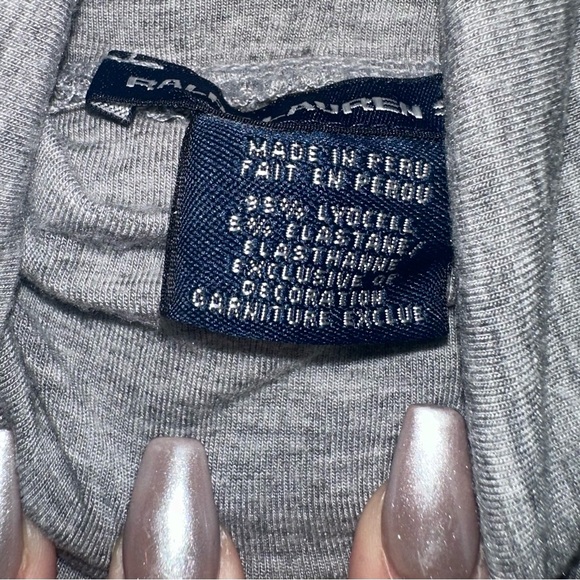 RALPH LAUREN
MADE IN PERU
FAIT EN PEROU
95% LYOCELL
5% ELASTANE
ELASTHANNE
EXCLUSIVE OF
DECORATION
GARNITURE EXCLUE